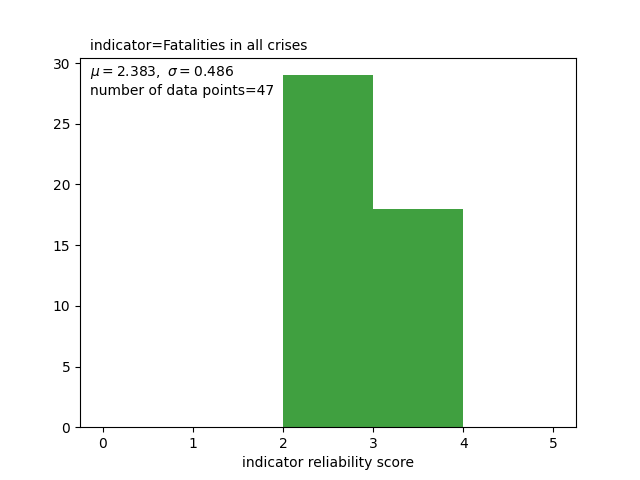 indicator=Fatalities in all crises
μ = 2.383, σ = 0.486
number of data points=47
30
25
20
15
10
5
0
0 1 2 3 4 5
indicator reliability score